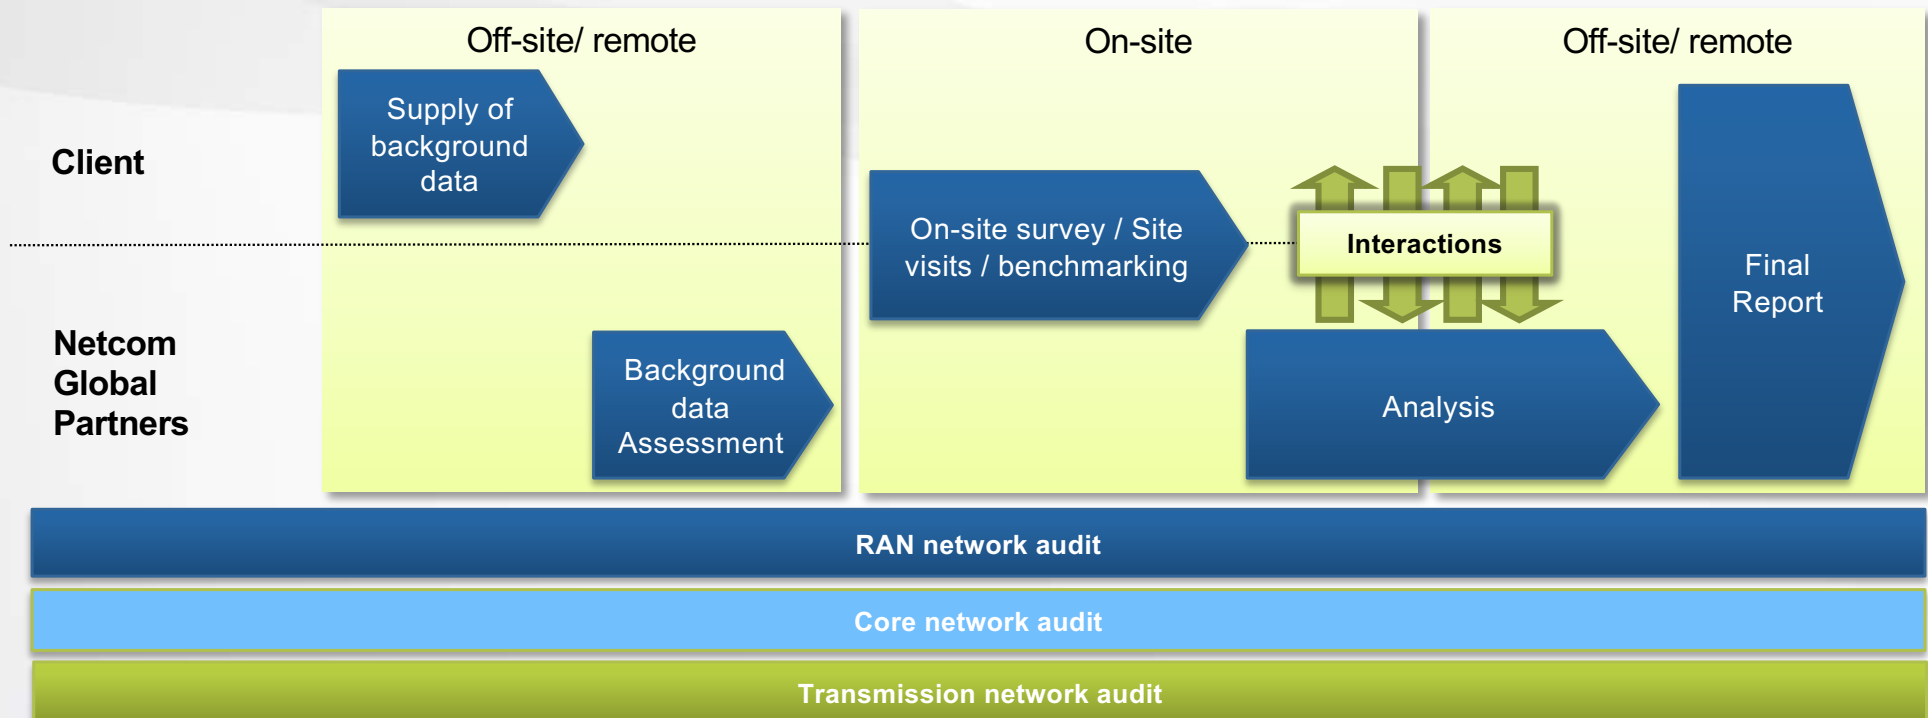 Off-site/ remote
On-site
Off-site/ remote
Client
Supply of
background
data
On-site survey / Site
visits / benchmarking
Interactions
Final
Report
Netcom
Global
Partners
Background
data
Assessment
Analysis
RAN network audit
Core network audit
Transmission network audit